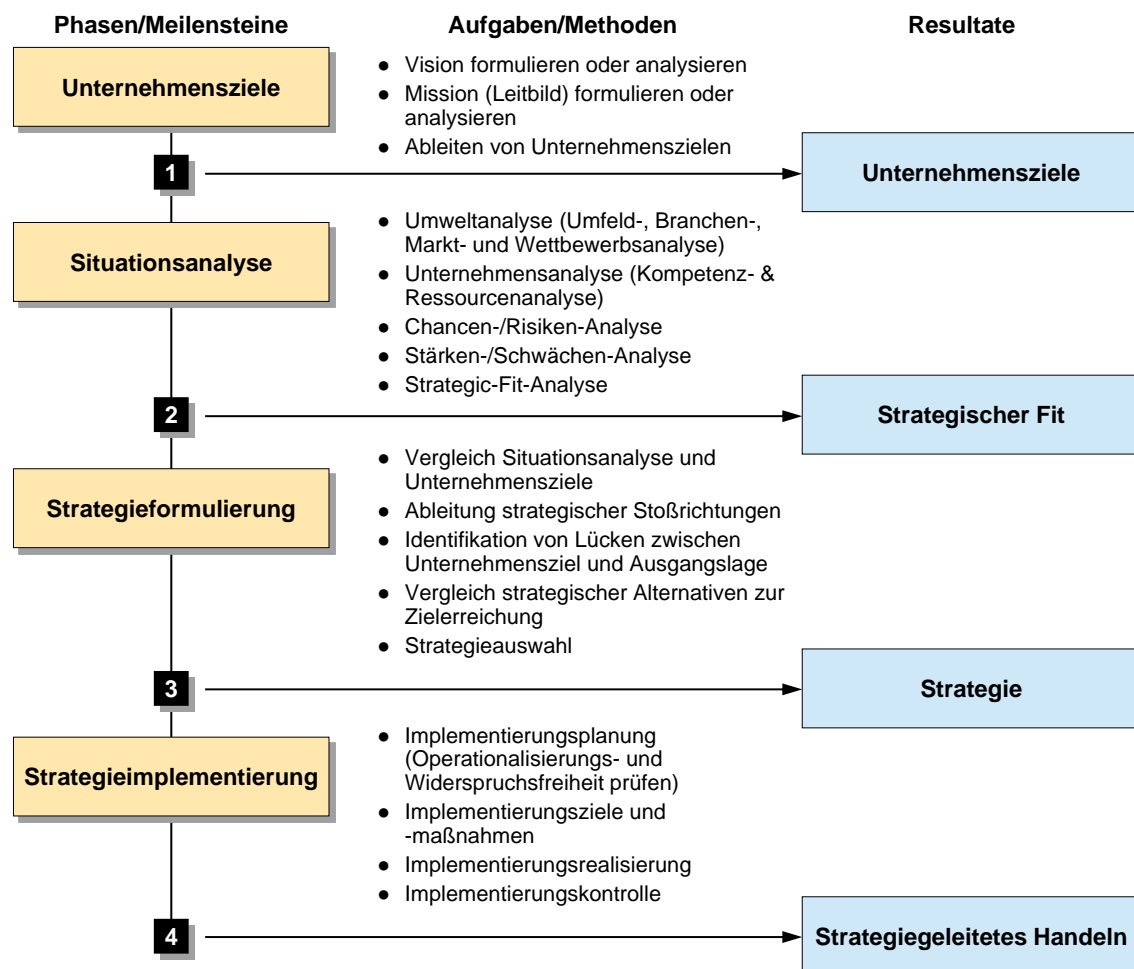 Phasen/Meilensteine
Aufgaben/Methoden
Resultate
Unternehmensziele
● Vision formulieren oder analysieren
● Mission (Leitbild) formulieren oder
analysieren
● Ableiten von Unternehmenszielen
1
Unternehmensziele
Situationsanalyse
● Umweltanalyse (Umfeld-, Branchen-,
Markt- und Wettbewerbsanalyse)
● Unternehmensanalyse (Kompetenz- &
Ressourcenanalyse)
● Chancen-/Risiken-Analyse
● Stärken-/Schwächen-Analyse
● Strategic-Fit-Analyse
2
Strategischer Fit
Strategieformulierung
● Vergleich Situationsanalyse und
Unternehmensziele
● Ableitung strategischer Stoßrichtungen
● Identifikation von Lücken zwischen
Unternehmensziel und Ausgangslage
● Vergleich strategischer Alternativen zur
Zielerreichung
● Strategieauswahl
3
Strategie
Strategieimplementierung
● Implementierungsplanung
(Operationalisierungs- und
Widerspruchsfreiheit prüfen)
● Implementierungsziele und
-maßnahmen
● Implementierungsrealisierung
● Implementierungskontrolle
4
Strategiegeleitetes Handeln